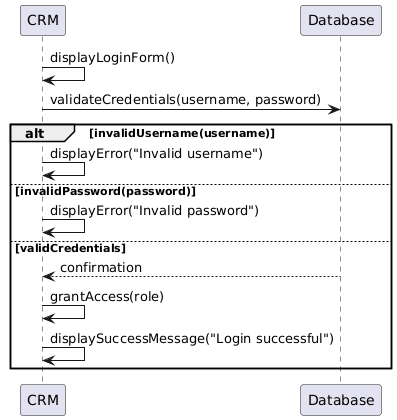 CRM Database
displayLoginForm()
validateCredentials(username, password)
alt [invalidUsername(username)]
displayError("Invalid username")
[invalidPassword(password)]
displayError("Invalid password")
[validCredentials]
confirmation
grantAccess(role)
displaySuccessMessage("Login successful")
CRM Database